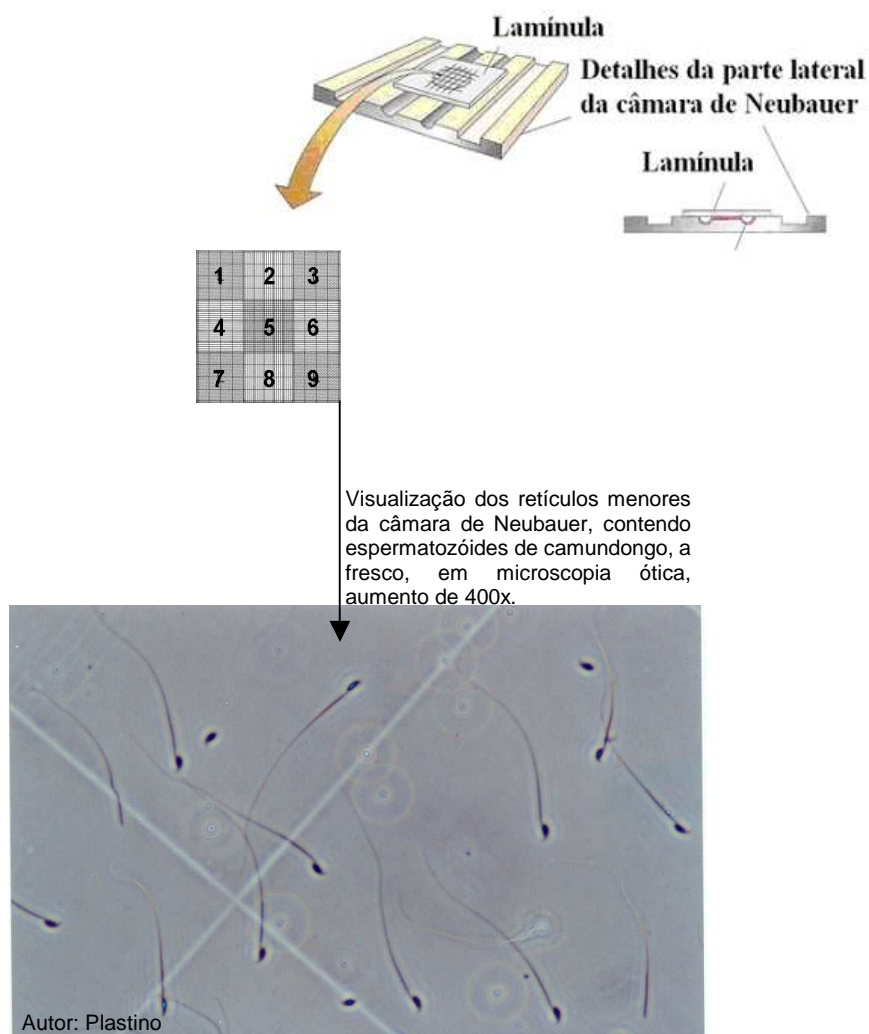 Lamínula
Detalhes da parte lateral
da câmara de Neubauer
Lamínula
1 2 3
4 5 6
7 8 9
Visualização dos retículos menores
da câmara de Neubauer, contendo
espermatozóides de camundongo, a
fresco, em microscopia ótica,
aumento de 400x.
Autor: Plastino